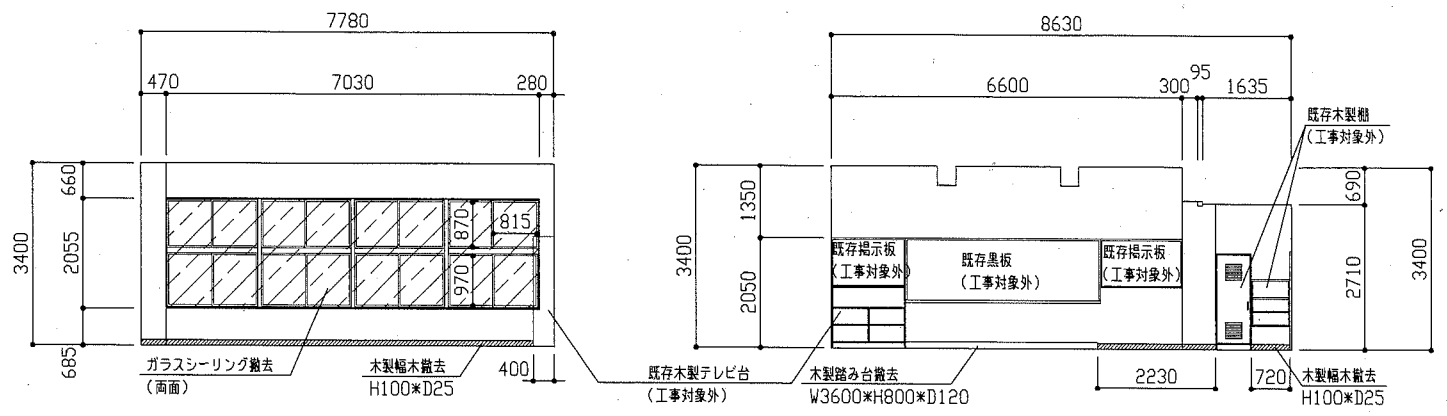 7780
470
7030
280
3400
660
2055
685
870
815
970
ガラスシーリング撤去
(両面)
木製幅木撤去
H100*D25
400
既存木製テレビ台
(工事対象外)
8630
6600
300
95
1635
既存木製棚
(工事対象外)
3400
1350
2050
既存掲示板
(工事対象外)
既存黒板
(工事対象外)
既存掲示板
(工事対象外)
690
2710
3400
木製踏み台撤去
W3600*H800*D120
2230
720
木製幅木撤去
H100*D25